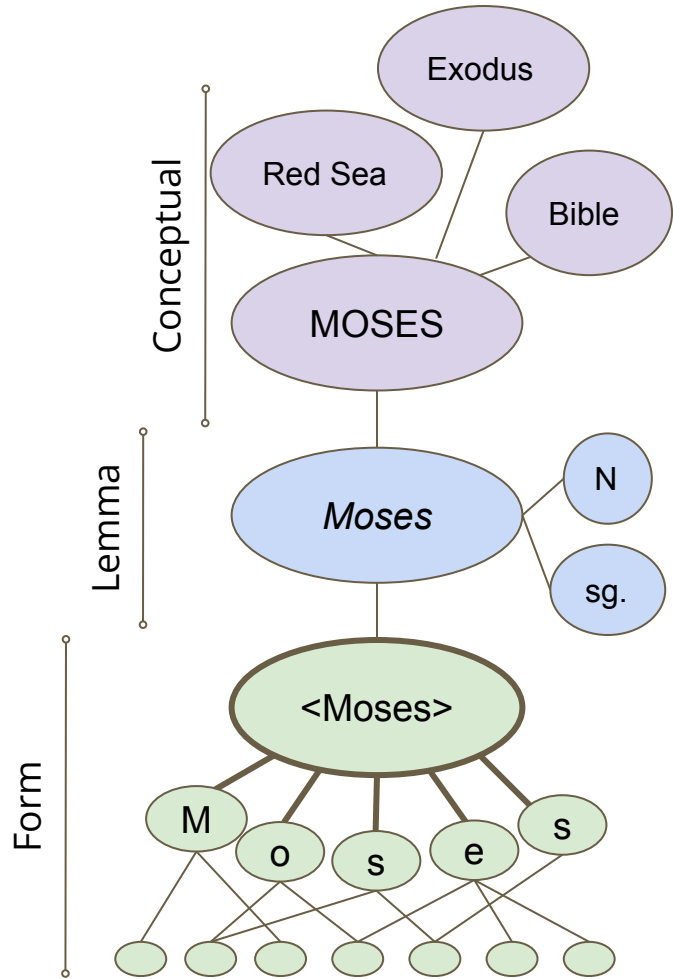 Exodus
Red Sea
Bible
Conceptual
MOSES
N
Moses
Lemma
sg.
<Moses>
Form
M
o
s
e
s